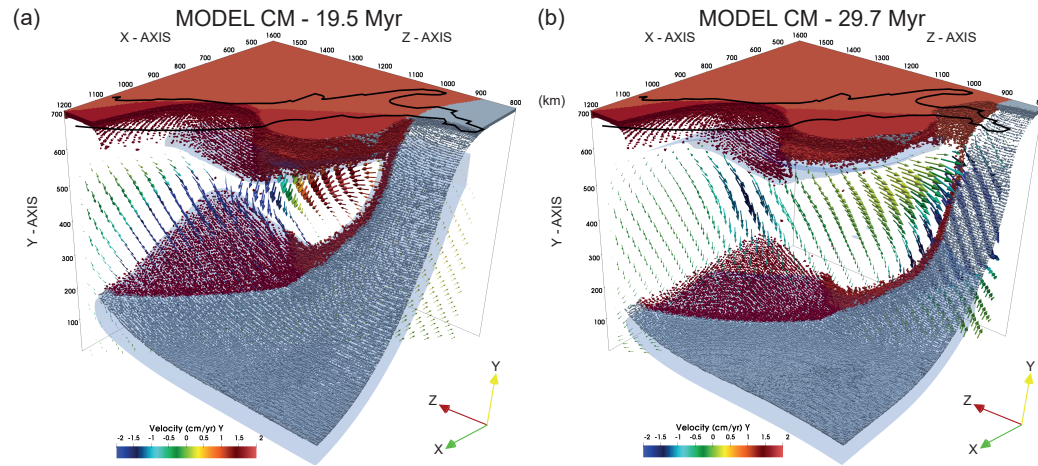 (a)
MODEL CM - 19.5 Myr
X - AXIS
Z - AXIS
1200
1100
1000
900
800
700
600
500
1600
1500
1400
1300
1200
1100
1000
900
800
700
600
500
400
300
200
100
Y - AXIS
Y
Z
X
Velocity (cm/yr) Y
-2 -1.5 -1 -0.5 0 0.5 1 1.5 2
(b)
MODEL CM - 29.7 Myr
X - AXIS
Z - AXIS
(km)
1200
1100
1000
900
800
700
600
500
1600
1500
1400
1300
1200
1100
1000
900
800
700
600
500
400
300
200
100
Y - AXIS
Y
Z
X
Velocity (cm/yr) Y
-2 -1.5 -1 -0.5 0 0.5 1 1.5 2